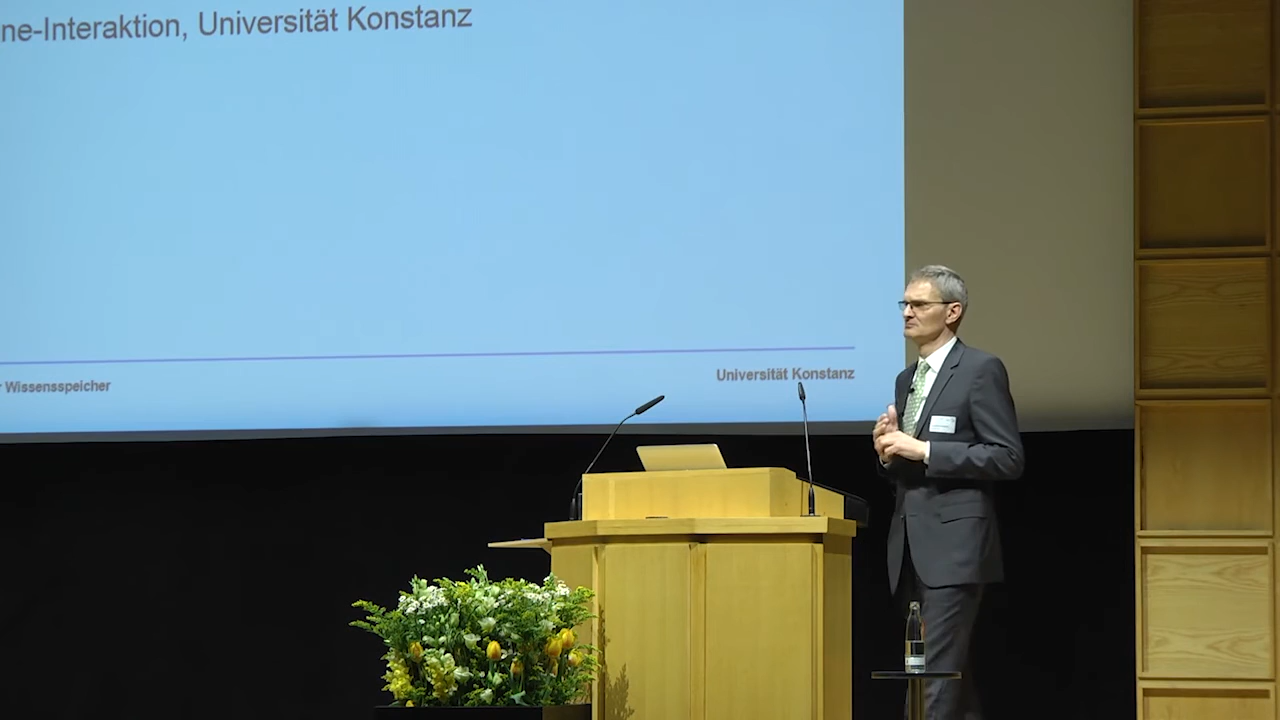 ne-Interaktion, Universität Konstanz
r Wissensspeicher
Universität Konstanz